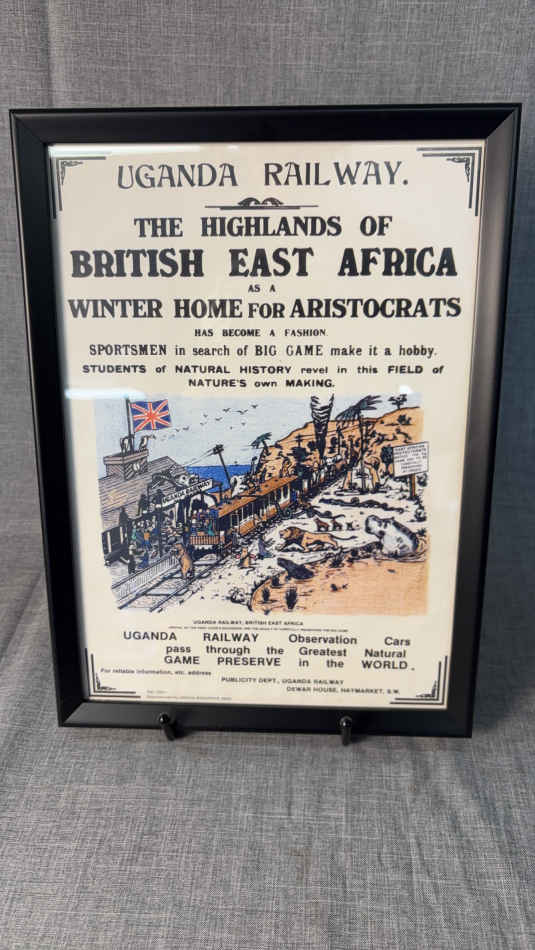 UGANDA RAILWAY.
THE HIGHLANDS OF
BRITISH EAST AFRICA
AS A
WINTER HOME FOR ARISTOCRATS
HAS BECOME A FASHION.
SPORTSMEN in search of BIG GAME make it a hobby.
STUDENTS of NATURAL HISTORY revel in this FIELD of
NATURE'S own MAKING.
UGANDA RAILWAY
UGANDA RAILWAY, BRITISH EAST AFRICA
UGANDA RAILWAY Observation Cars
pass through the Greatest Natural
GAME PRESERVE in the WORLD.
For reliable information, etc. address
PUBLICITY DEPT., UGANDA RAILWAY
DEWAR HOUSE, HAYMARKET, S.W.